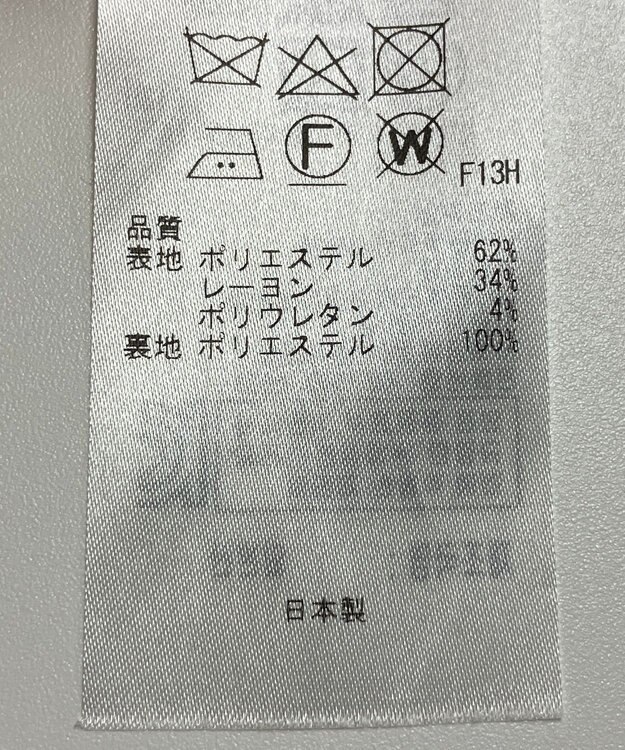 F W F13H
品質
表地 ポリエステル 62%
レーヨン 34%
ポリウレタン 4%
裏地 ポリエステル 100%
日本製